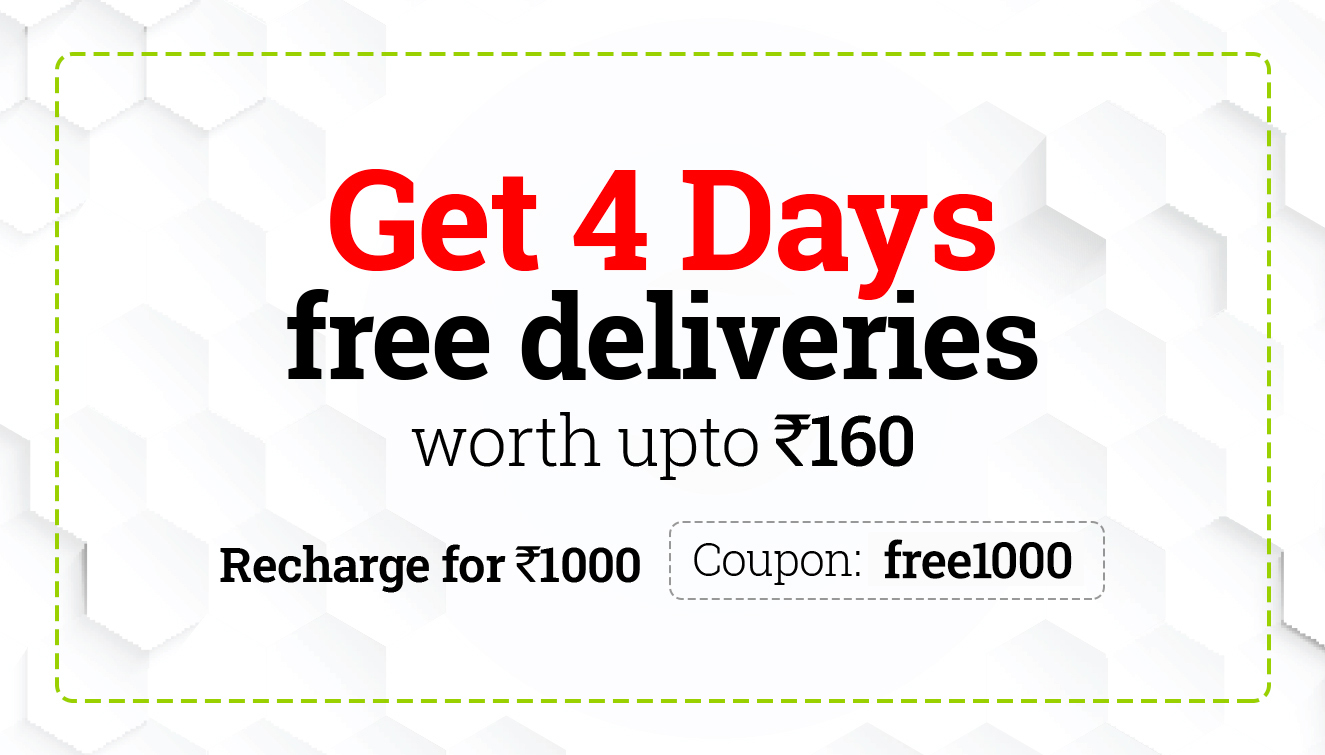 Get 4 Days
free deliveries
worth upto ₹160
Recharge for ₹1000 Coupon: free1000